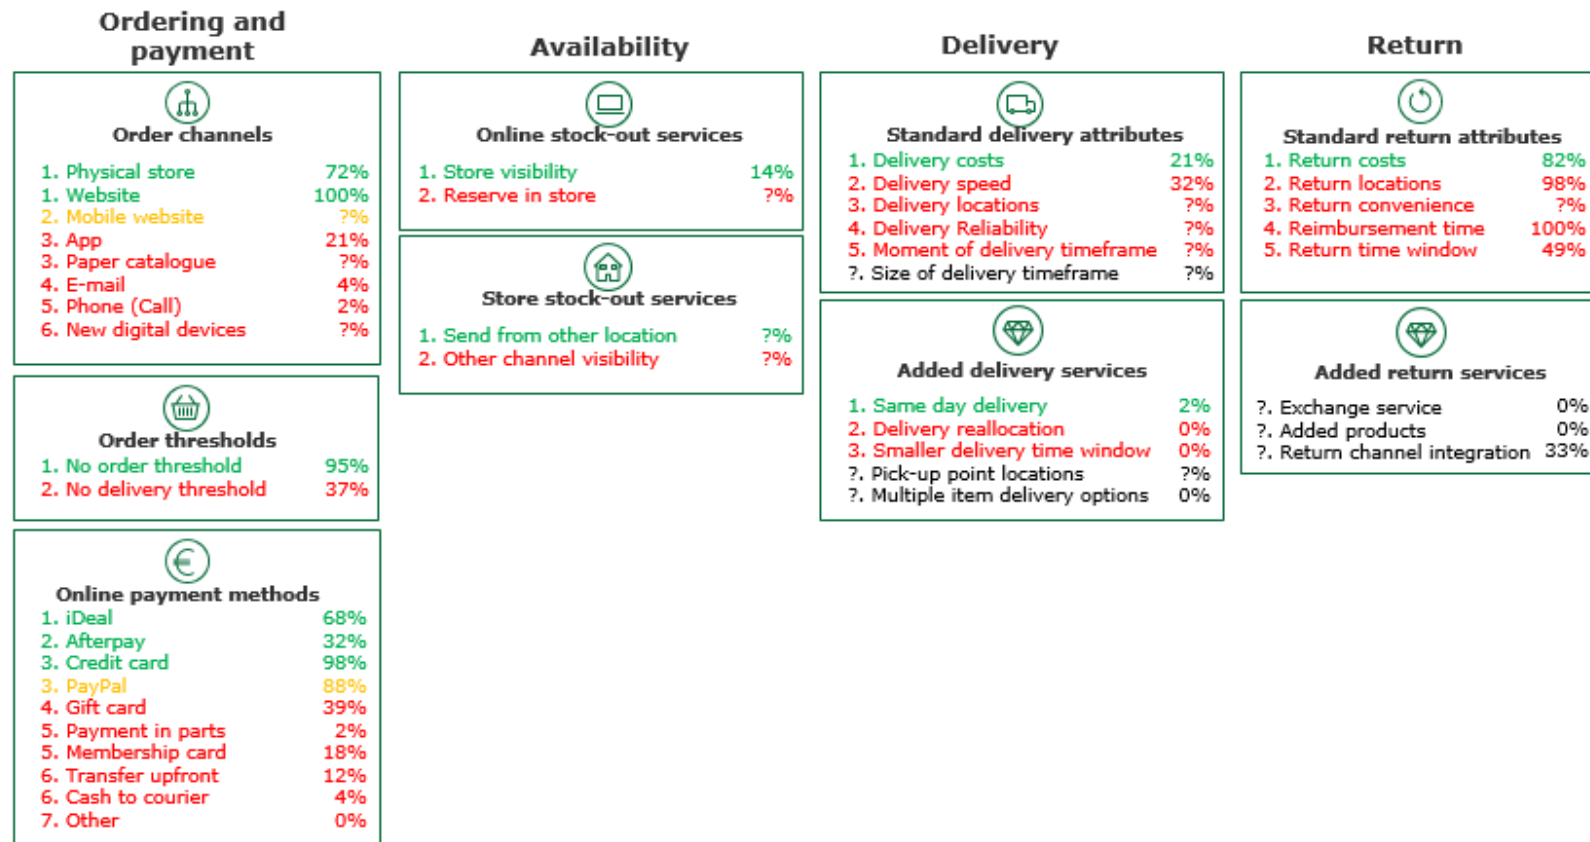 Ordering and
payment
Order channels
1. Physical store 72%
1. Website 100%
2. Mobile website ?%
3. App 21%
3. Paper catalogue ?%
4. E-mail 4%
5. Phone (Call) 2%
6. New digital devices ?%
Order thresholds
1. No order threshold 95%
2. No delivery threshold 37%
Online payment methods
1. iDeal 68%
2. Afterpay 32%
3. Credit card 98%
3. PayPal 88%
4. Gift card 39%
5. Payment in parts 2%
5. Membership card 18%
6. Transfer upfront 12%
6. Cash to courier 4%
7. Other 0%
Availability
Online stock-out services
1. Store visibility 14%
2. Reserve in store ?%
Store stock-out services
1. Send from other location ?%
2. Other channel visibility ?%
Delivery
Standard delivery attributes
1. Delivery costs 21%
2. Delivery speed 32%
3. Delivery locations ?%
4. Delivery Reliability ?%
5. Moment of delivery timeframe ?%
?. Size of delivery timeframe ?%
Added delivery services
1. Same day delivery 2%
2. Delivery reallocation 0%
3. Smaller delivery time window 0%
?. Pick-up point locations ?%
?. Multiple item delivery options 0%
Return
Standard return attributes
1. Return costs 82%
2. Return locations 98%
3. Return convenience ?%
4. Reimbursement time 100%
5. Return time window 49%
Added return services
?. Exchange service 0%
?. Added products 0%
?. Return channel integration 33%